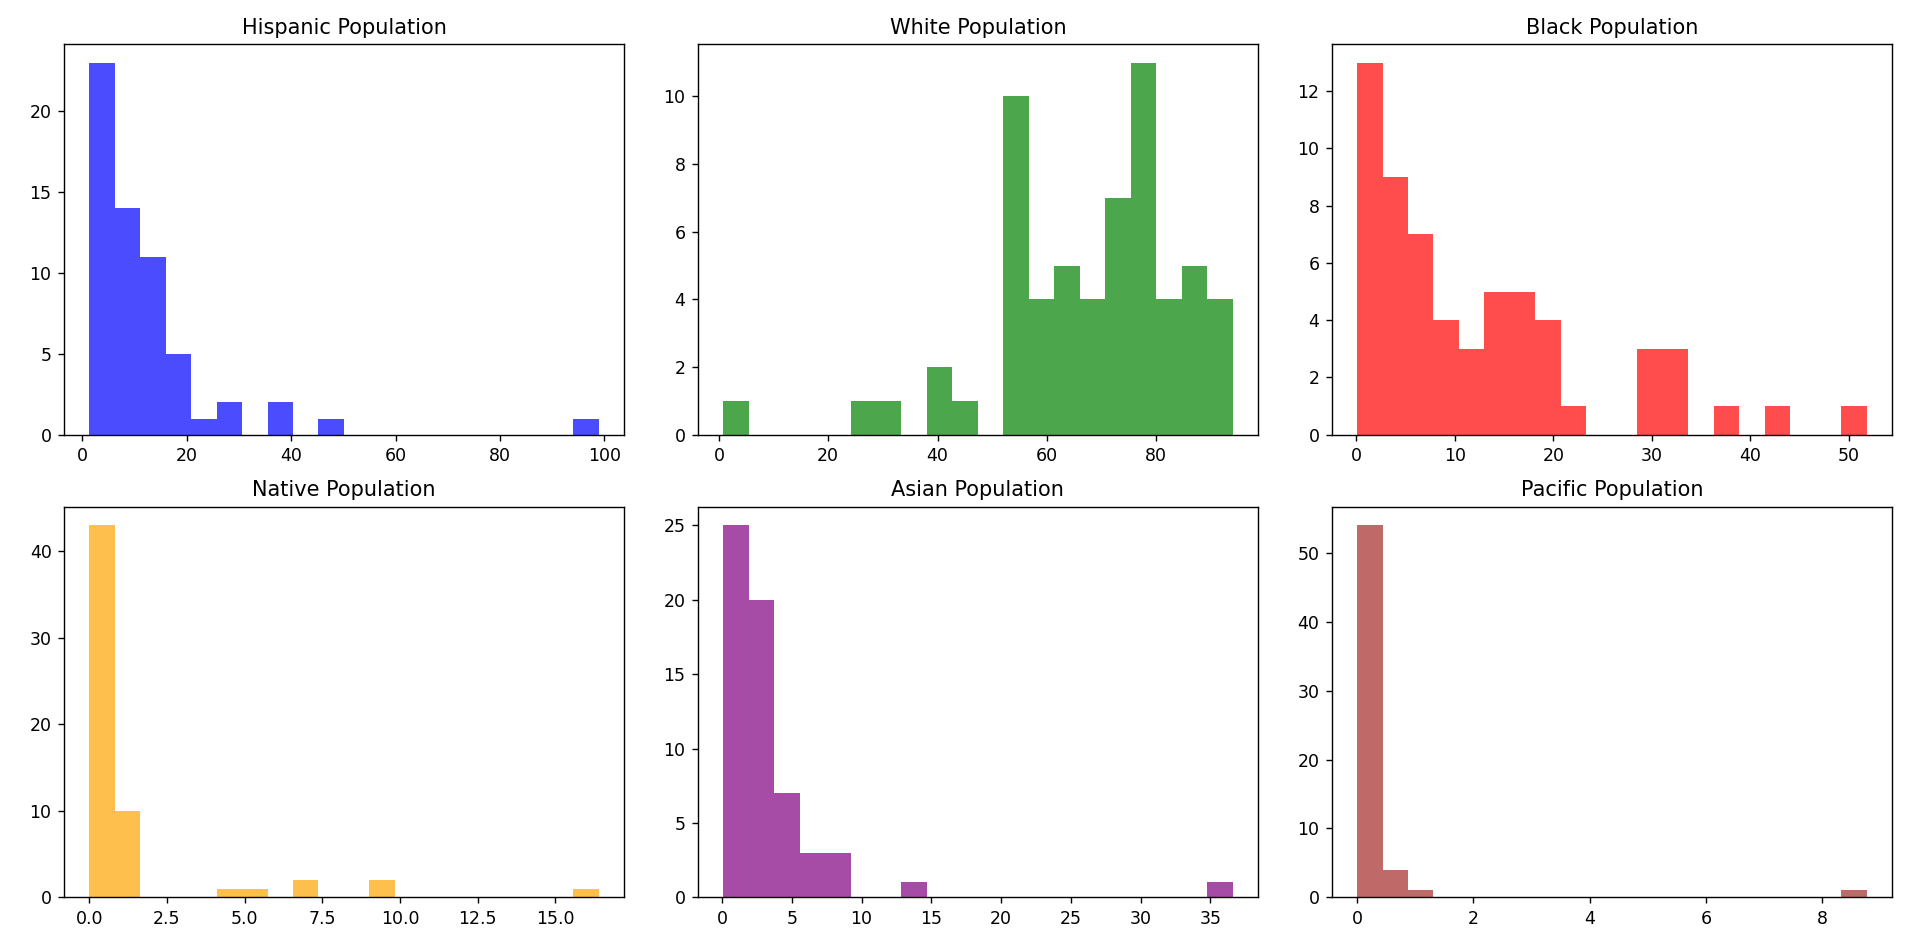 Hispanic Population
20
15
10
5
0
0 20 40 60 80 100
White Population
10
8
6
4
2
0
0 20 40 60 80
Black Population
12
10
8
6
4
2
0
0 10 20 30 40 50
Native Population
40
30
20
10
0
0.0 2.5 5.0 7.5 10.0 12.5 15.0
Asian Population
25
20
15
10
5
0
0 5 10 15 20 25 30 35
Pacific Population
50
40
30
20
10
0
0 2 4 6 8